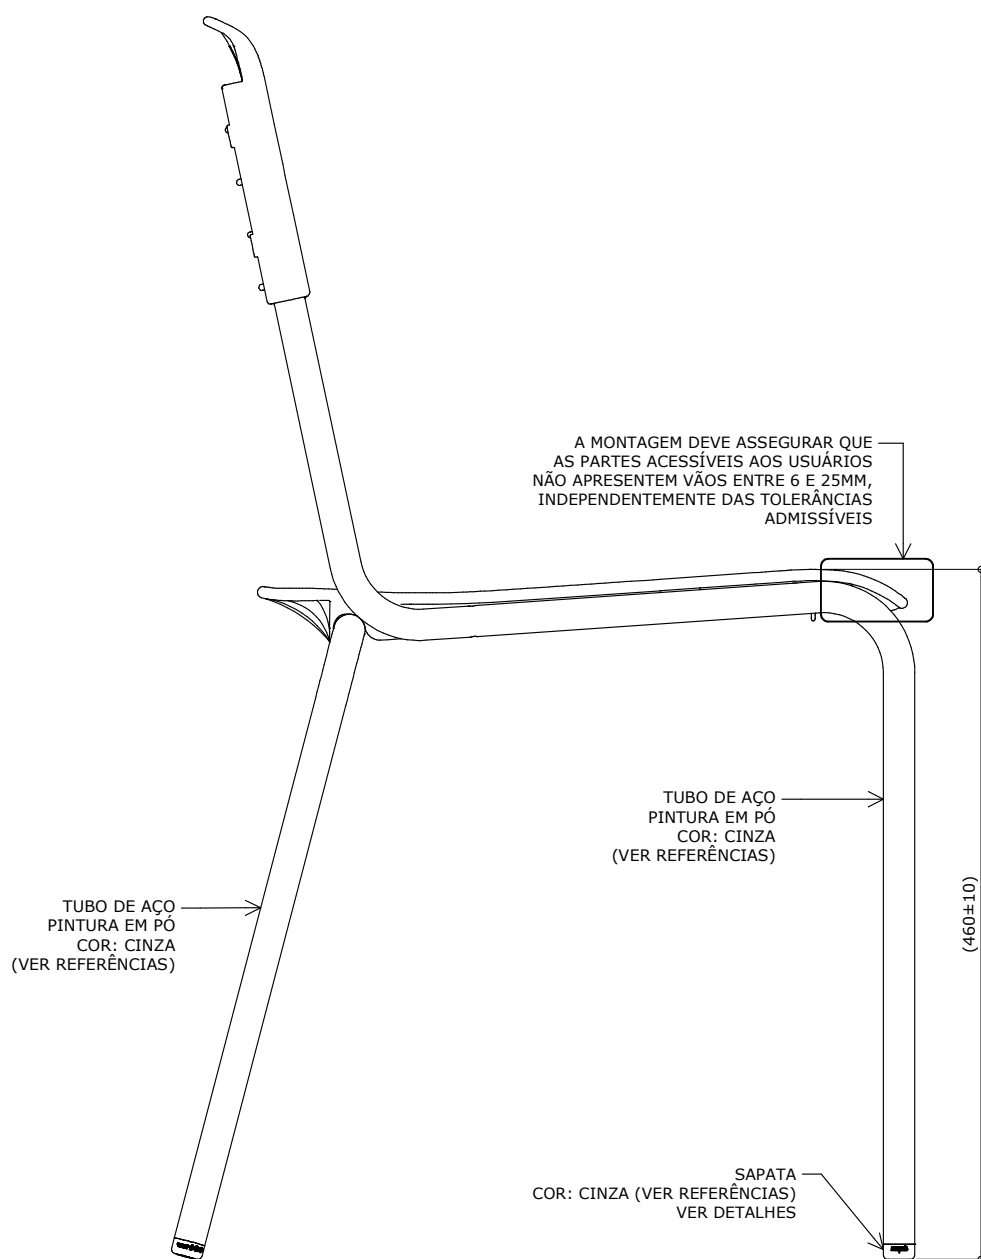 A MONTAGEM DEVE ASSEGURAR QUE
AS PARTES ACESSÍVEIS AOS USUÁRIOS
NÃO APRESENTEM VÃOS ENTRE 6 E 25MM,
INDEPENDENTEMENTE DAS TOLERÂNCIAS
ADMISSÍVEIS
TUBO DE AÇO
PINTURA EM PÓ
COR: CINZA
(VER REFERÊNCIAS)
TUBO DE AÇO
PINTURA EM PÓ
COR: CINZA
(VER REFERÊNCIAS)
(460±10)
SAPATA
COR: CINZA (VER REFERÊNCIAS)
VER DETALHES